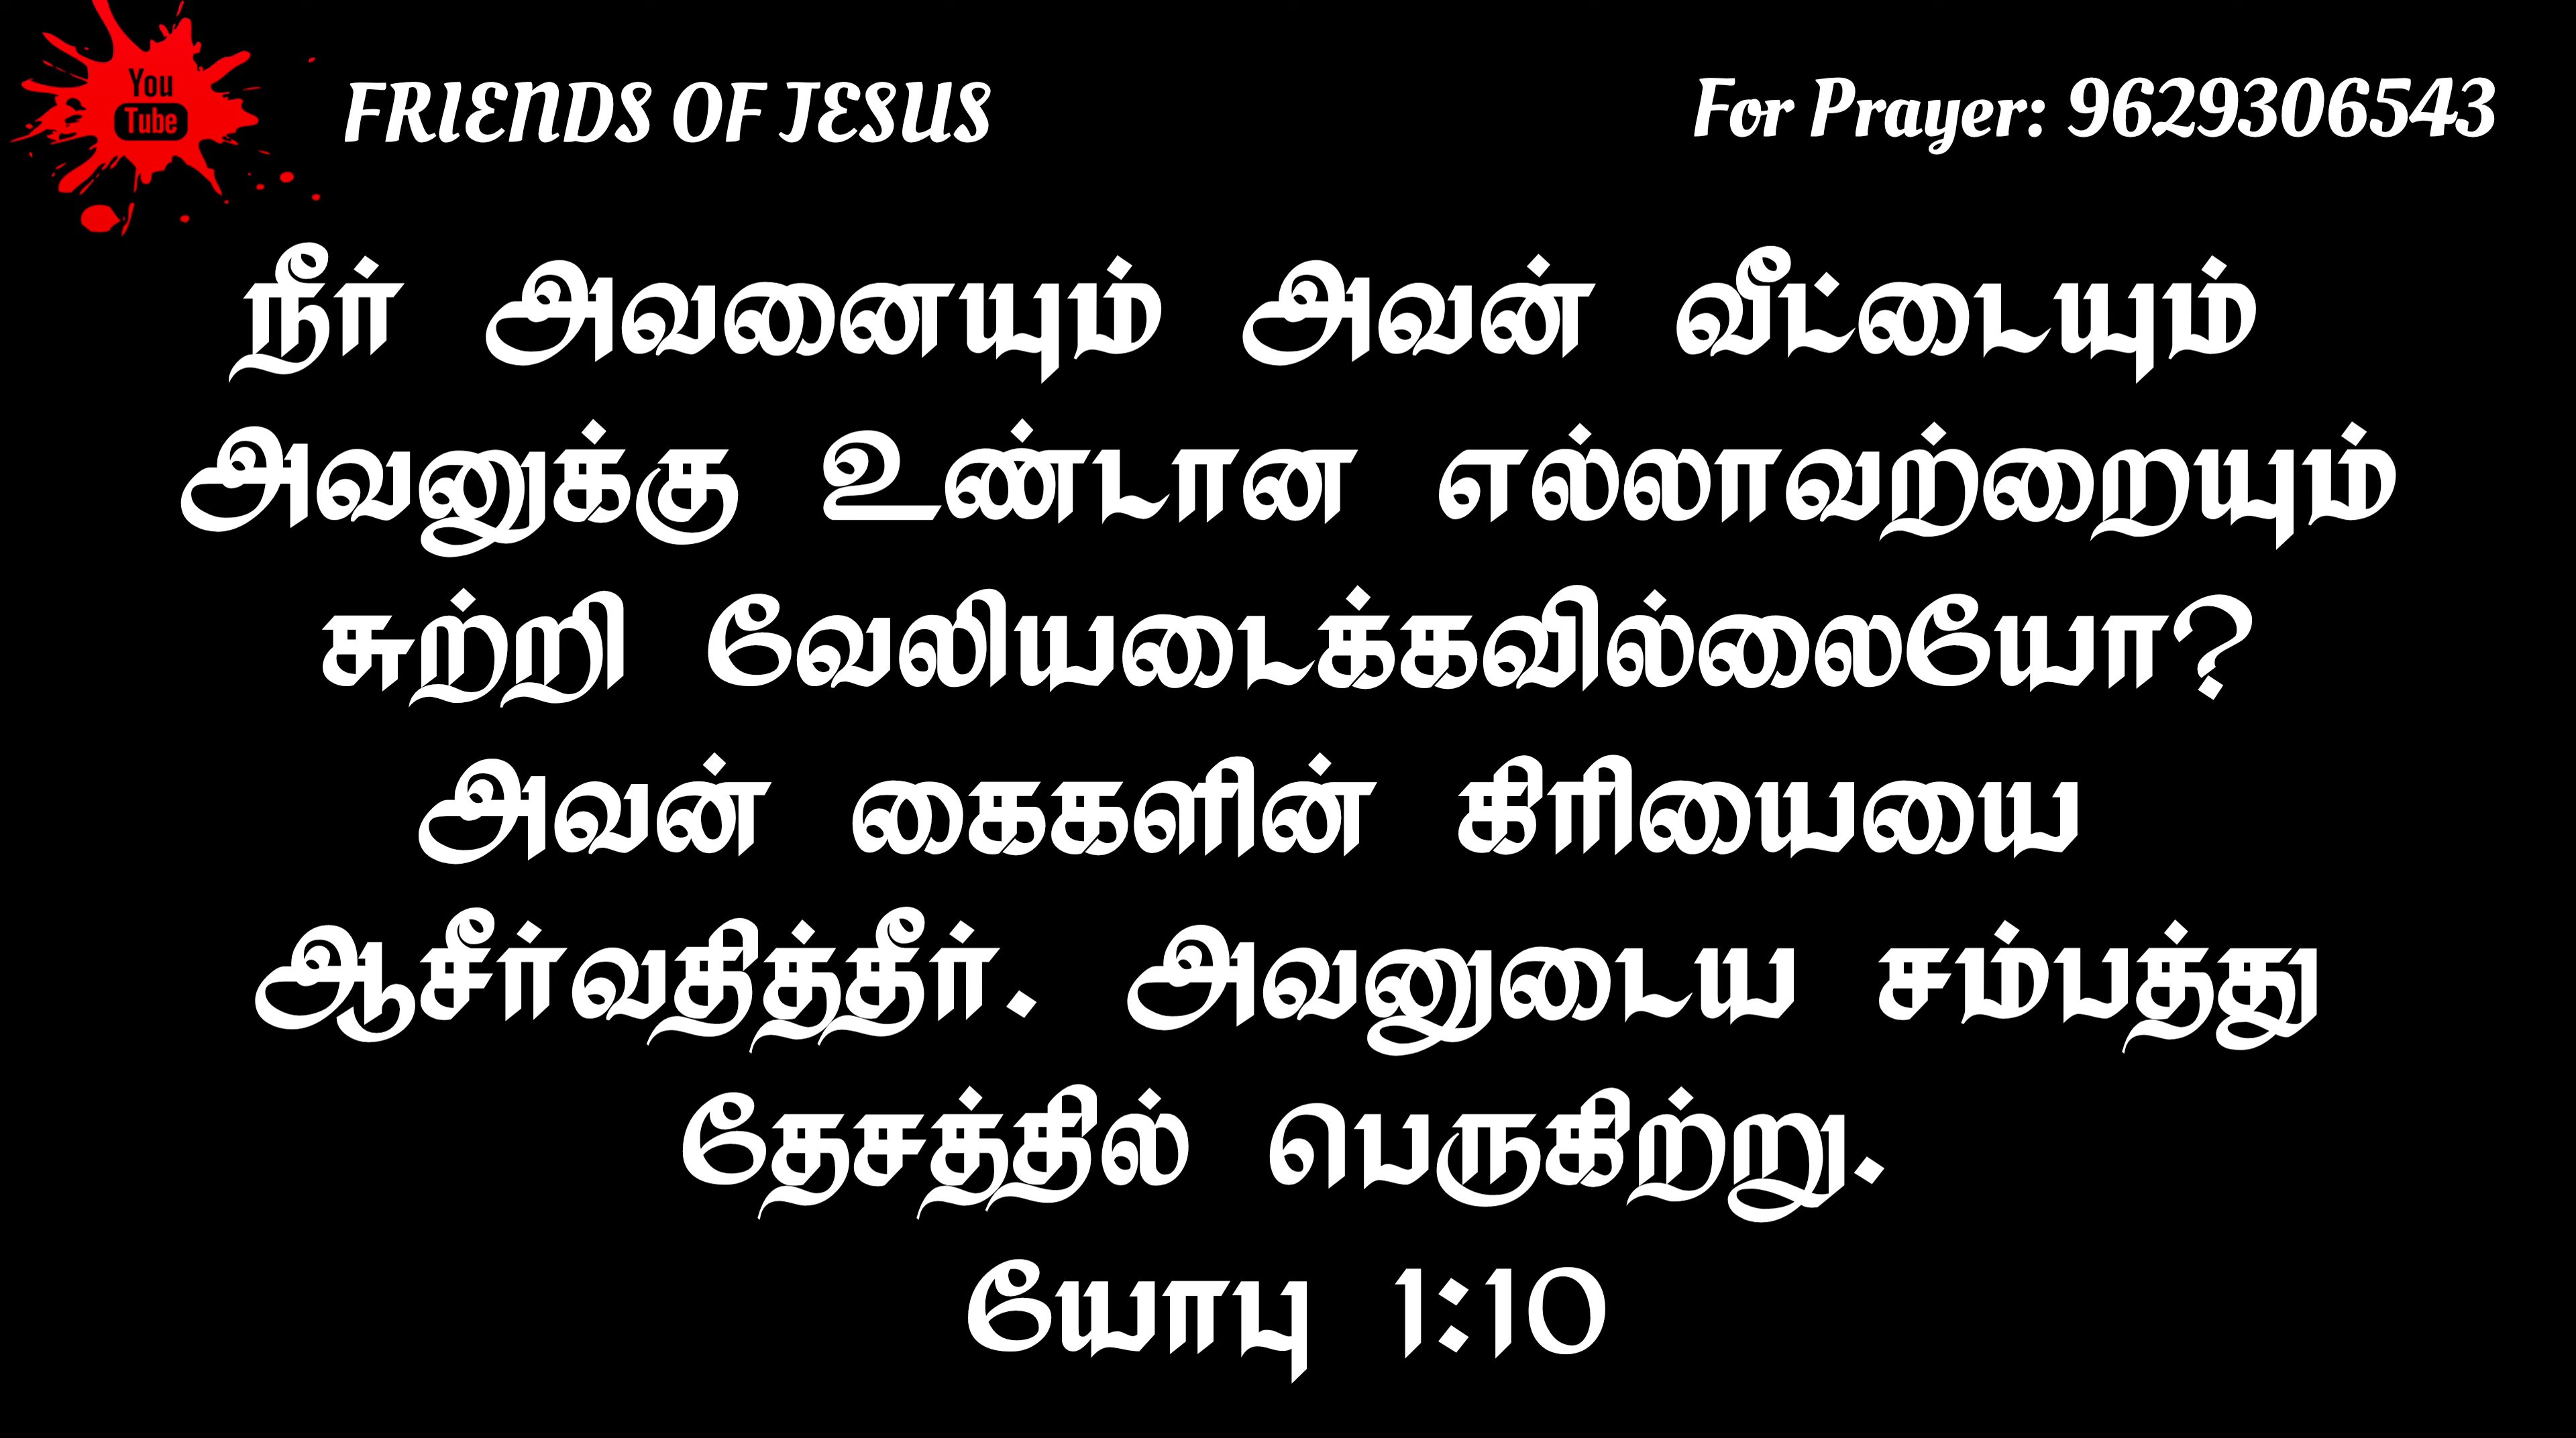 You
Tube
FRIENDS OF JESUS
For Prayer: 9629306543
நீர் அவனையும் அவன் வீட்டையும்
அவனுக்கு உண்டான எல்லாவற்றையும்
சுற்றி வேலியடைக்கவில்லையோ?
அவன் கைகளின் கிரியையை
ஆசீர்வதித்தீர். அவனுடைய சம்பத்து
தேசத்தில் பெருகிற்று.
யோபு 1:10